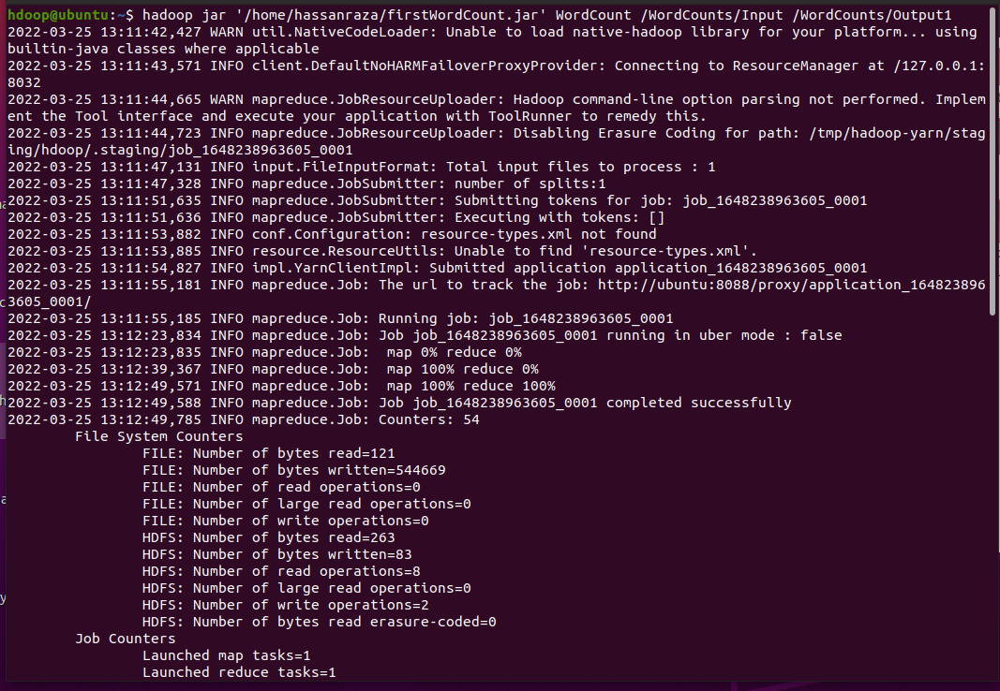 hdoop@ubuntu:~$ hadoop jar '/home/hassanraza/firstWordCount.jar' WordCount /WordCounts/Input /WordCounts/Output1
2022-03-25 13:11:42,427 WARN util.NativeCodeLoader: Unable to load native-hadoop library for your platform... using
builtin-java classes where applicable
2022-03-25 13:11:43,571 INFO client.DefaultNoHARMFailoverProxyProvider: Connecting to ResourceManager at /127.0.0.1:
8032
2022-03-25 13:11:44,665 WARN mapreduce.JobResourceUploader: Hadoop command-line option parsing not performed. Implem
ent the Tool interface and execute your application with ToolRunner to remedy this.
2022-03-25 13:11:44,723 INFO mapreduce.JobResourceUploader: Disabling Erasure Coding for path: /tmp/hadoop-yarn/stag
ing/hdoop/.staging/job_1648238963605_0001
2022-03-25 13:11:47,131 INFO input.FileInputFormat: Total input files to process : 1
2022-03-25 13:11:47,328 INFO mapreduce.JobSubmitter: number of splits:1
2022-03-25 13:11:51,635 INFO mapreduce.JobSubmitter: Submitting tokens for job: job_1648238963605_0001
2022-03-25 13:11:51,636 INFO mapreduce.JobSubmitter: Executing with tokens: []
2022-03-25 13:11:53,882 INFO conf.Configuration: resource-types.xml not found
2022-03-25 13:11:53,885 INFO resource.ResourceUtils: Unable to find 'resource-types.xml'.
2022-03-25 13:11:54,827 INFO impl.YarnClientImpl: Submitted application application_1648238963605_0001
2022-03-25 13:11:55,181 INFO mapreduce.Job: The url to track the job: http://ubuntu:8088/proxy/application_164823896
3605_0001/
2022-03-25 13:11:55,185 INFO mapreduce.Job: Running job: job_1648238963605_0001
2022-03-25 13:12:23,834 INFO mapreduce.Job: Job job_1648238963605_0001 running in uber mode : false
2022-03-25 13:12:23,835 INFO mapreduce.Job:  map 0% reduce 0%
2022-03-25 13:12:39,367 INFO mapreduce.Job:  map 100% reduce 0%
2022-03-25 13:12:49,571 INFO mapreduce.Job:  map 100% reduce 100%
2022-03-25 13:12:49,588 INFO mapreduce.Job: Job job_1648238963605_0001 completed successfully
2022-03-25 13:12:49,785 INFO mapreduce.Job: Counters: 54
File System Counters
FILE: Number of bytes read=121
FILE: Number of bytes written=544669
FILE: Number of read operations=0
FILE: Number of large read operations=0
FILE: Number of write operations=0
HDFS: Number of bytes read=263
HDFS: Number of bytes written=83
HDFS: Number of read operations=8
HDFS: Number of large read operations=0
HDFS: Number of write operations=2
HDFS: Number of bytes read erasure-coded=0
Job Counters
Launched map tasks=1
Launched reduce tasks=1